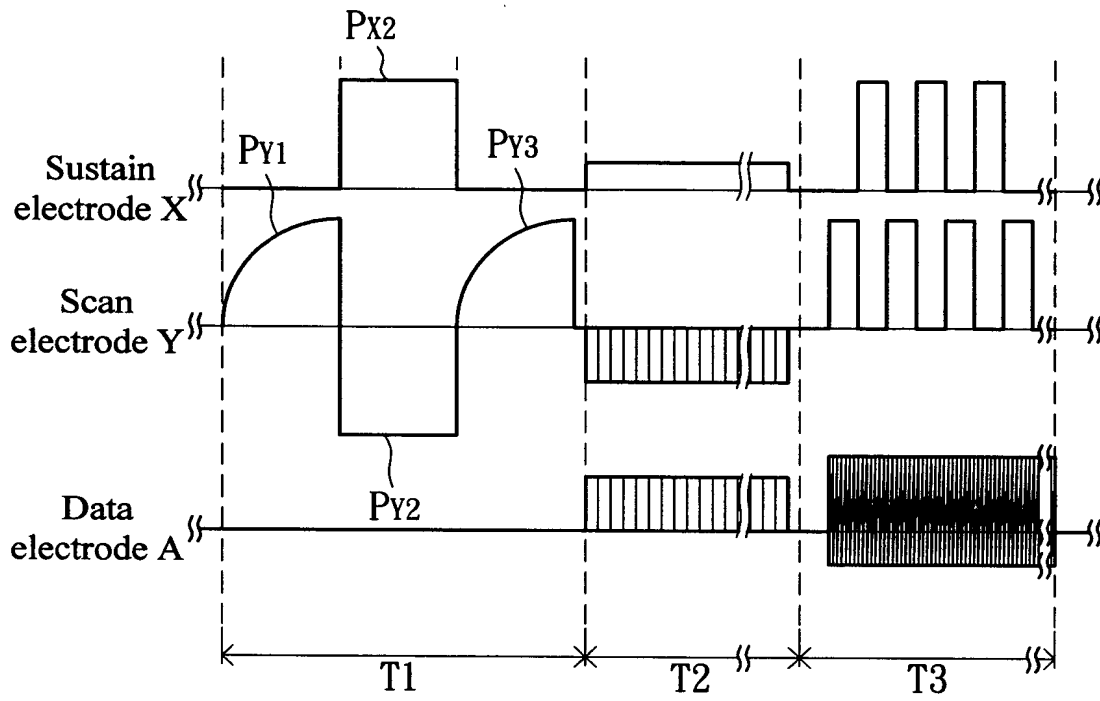 PX2
PY1
PY3
Sustain
electrode X
Scan
electrode Y
PY2
Data
electrode A
T1
T2
T3